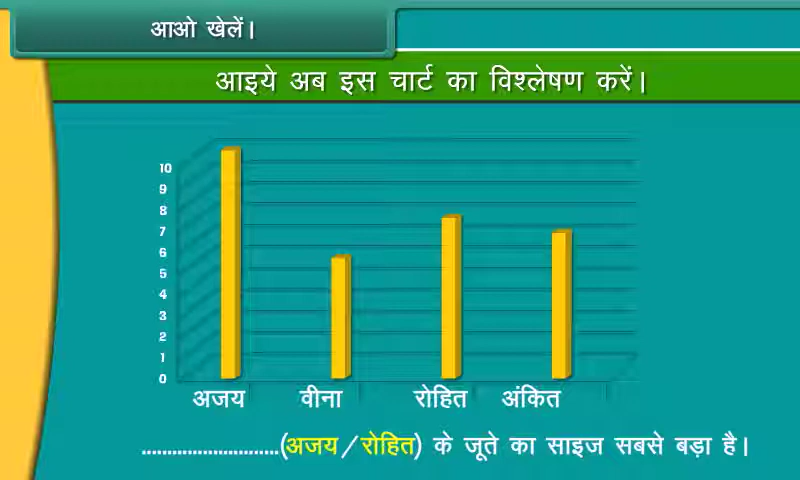 आओ खेलें।
आइये अब इस चार्ट का विश्लेषण करें।
10
9
8
7
6
5
4
3
2
1
0
अजय वीना रोहित अंकित
............................(अजय/रोहित) के जूते का साइज सबसे बड़ा है।